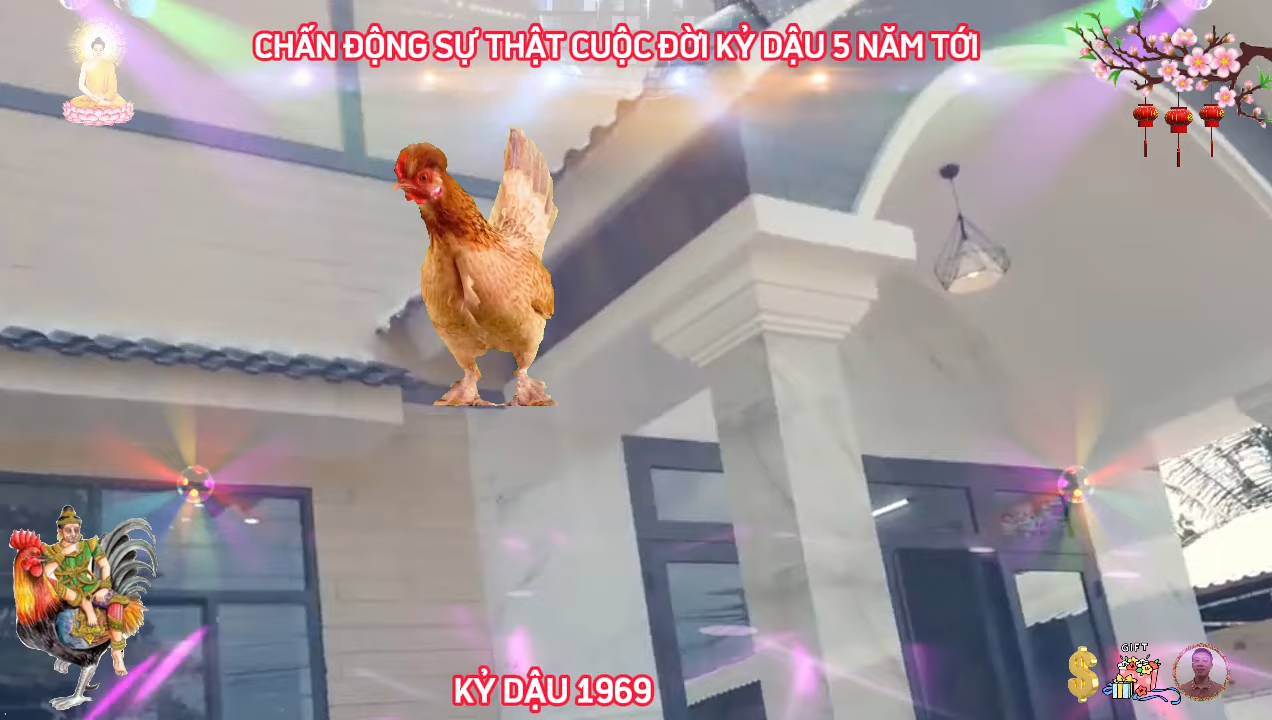 CHẤN ĐỘNG SỰ THẬT CUỘC ĐỜI KỶ DẬU 5 NĂM TỚI
GIFT
KỶ DẬU 1969